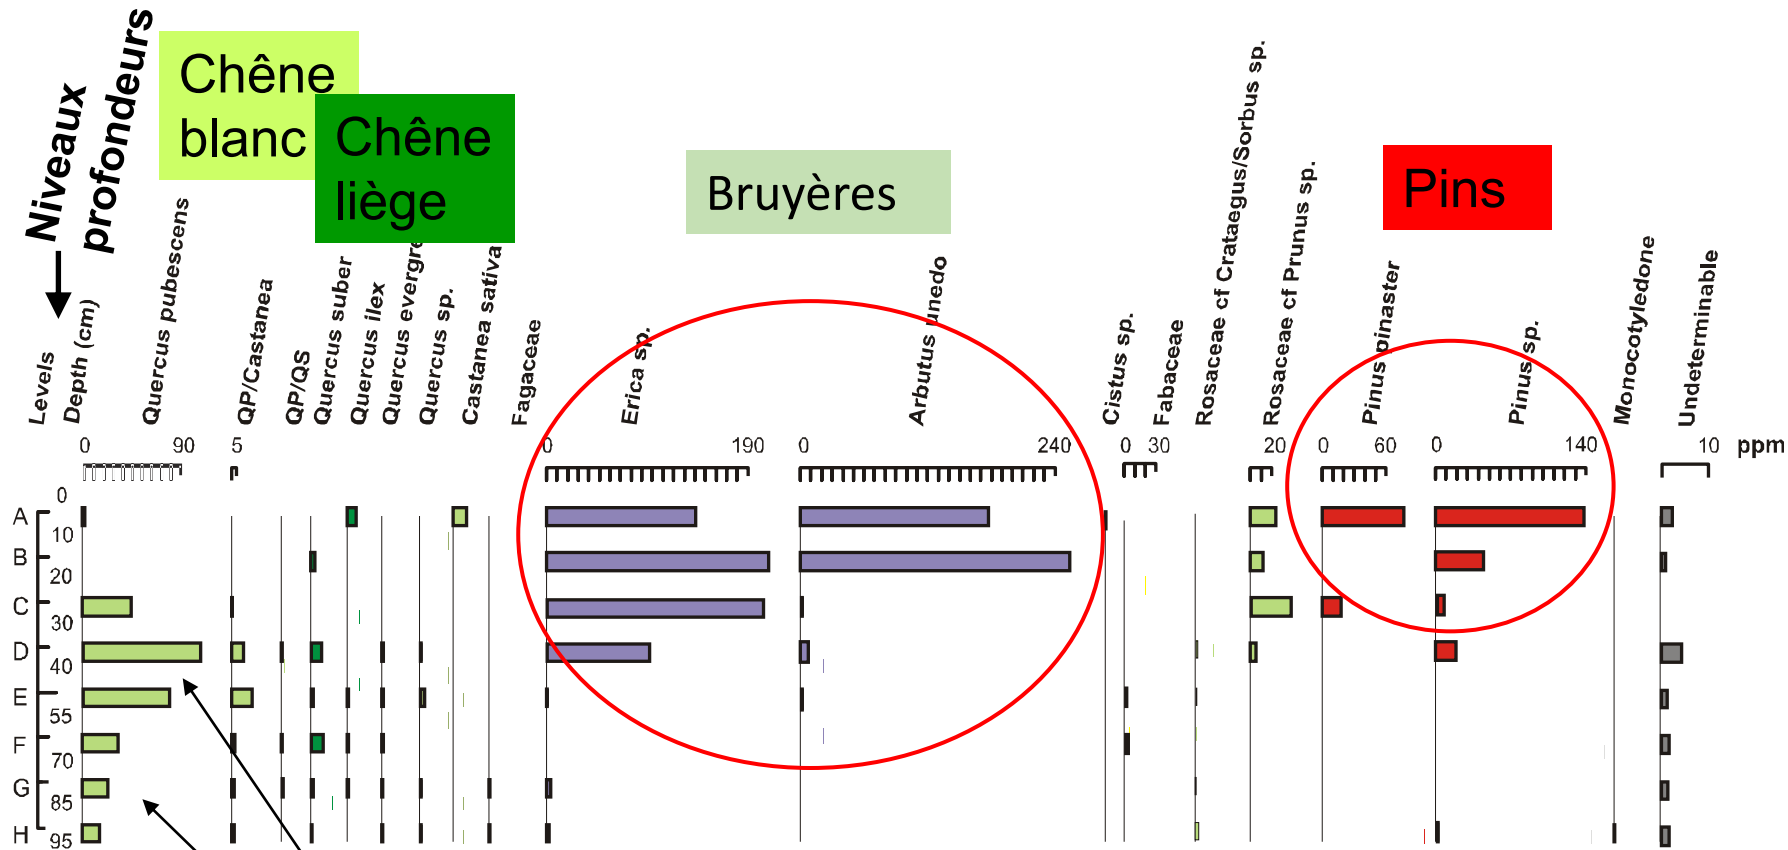 Niveaux
profondeurs
Chêne
blanc
Chêne
liège
Bruyères
Pins
Levels
Depth (cm)
Quercus pubescens
QP/Castanea
QP/QS
Quercus suber
Quercus ilex
Quercus evergre
Quercus sp.
Castanea sativa
Fagaceae
Erica sp.
Arbutus unedo
Cistus sp.
Fabaceae
Rosaceae cf Crataegus/Sorbus sp.
Rosaceae cf Prunus sp.
Pinus pinaster
Pinus sp.
Monocotyledone
Undeterminable
0 90 5 0 190 0 240 0 30 20 0 60 0 140 10 ppm
0
A
10
B
20
C
30
D
40
E
55
F
70
G
85
H
95